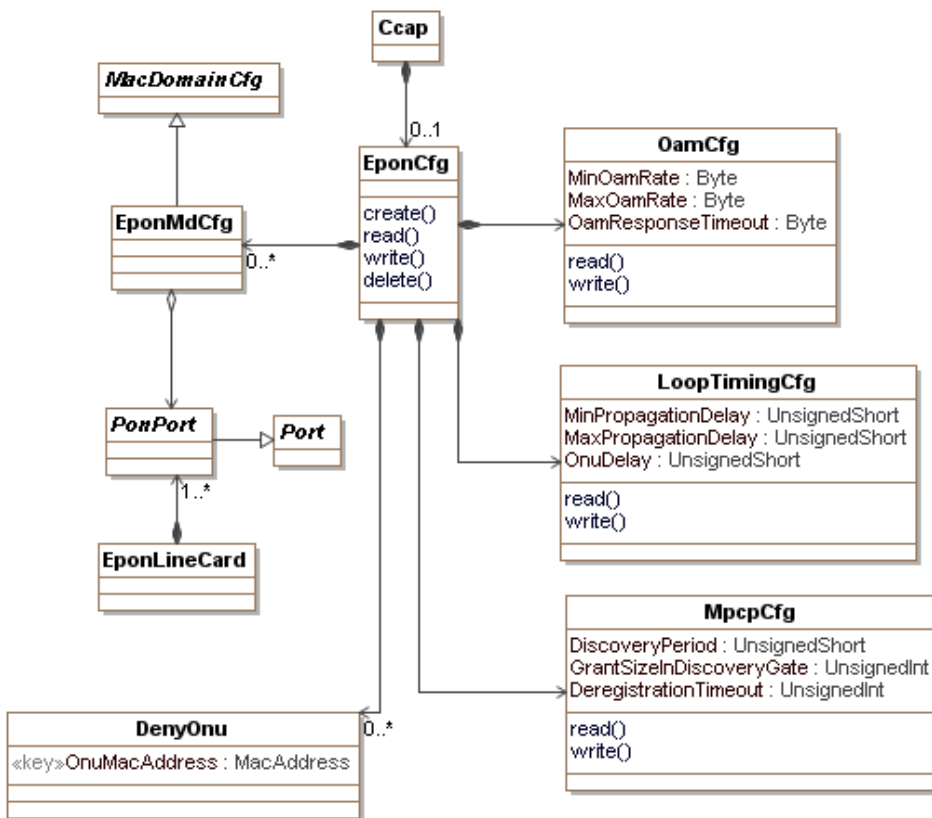 Ccap
MacDomainCfg
0..1
EponCfg
create()
read()
write()
delete()
OamCfg
MinOamRate : Byte
MaxOamRate : Byte
OamResponseTimeout : Byte
read()
write()
EponMdCfg
0..*
LoopTimingCfg
MinPropagationDelay : UnsignedShort
MaxPropagationDelay : UnsignedShort
OnuDelay : UnsignedShort
read()
write()
PonPort
Port
1..*
EponLineCard
MpcpCfg
DiscoveryPeriod : UnsignedShort
GrantSizeInDiscoveryGate : UnsignedInt
DeregistrationTimeout : UnsignedInt
read()
write()
DenyOnu
0..*
«key»OnuMacAddress : MacAddress